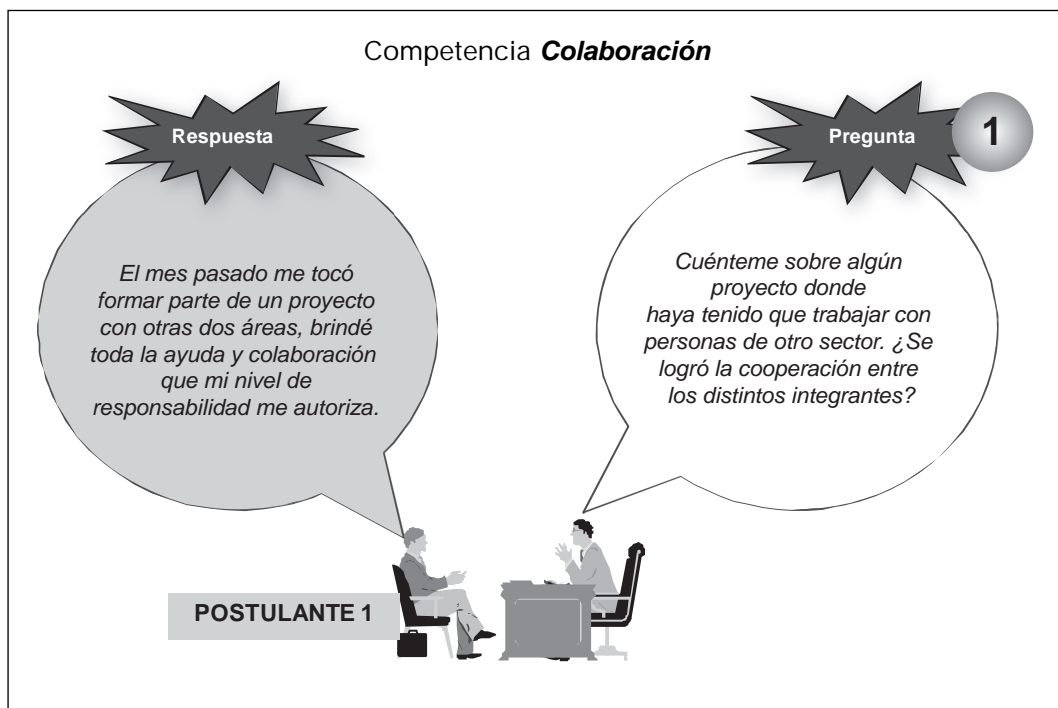 Competencia Colaboración
Respuesta
El mes pasado me tocó
formar parte de un proyecto
con otras dos áreas, brindé
toda la ayuda y colaboración
que mi nivel de
responsabilidad me autoriza.
Pregunta
1
Cuénteme sobre algún
proyecto donde
haya tenido que trabajar con
personas de otro sector. ¿Se
logró la cooperación entre
los distintos integrantes?
POSTULANTE 1